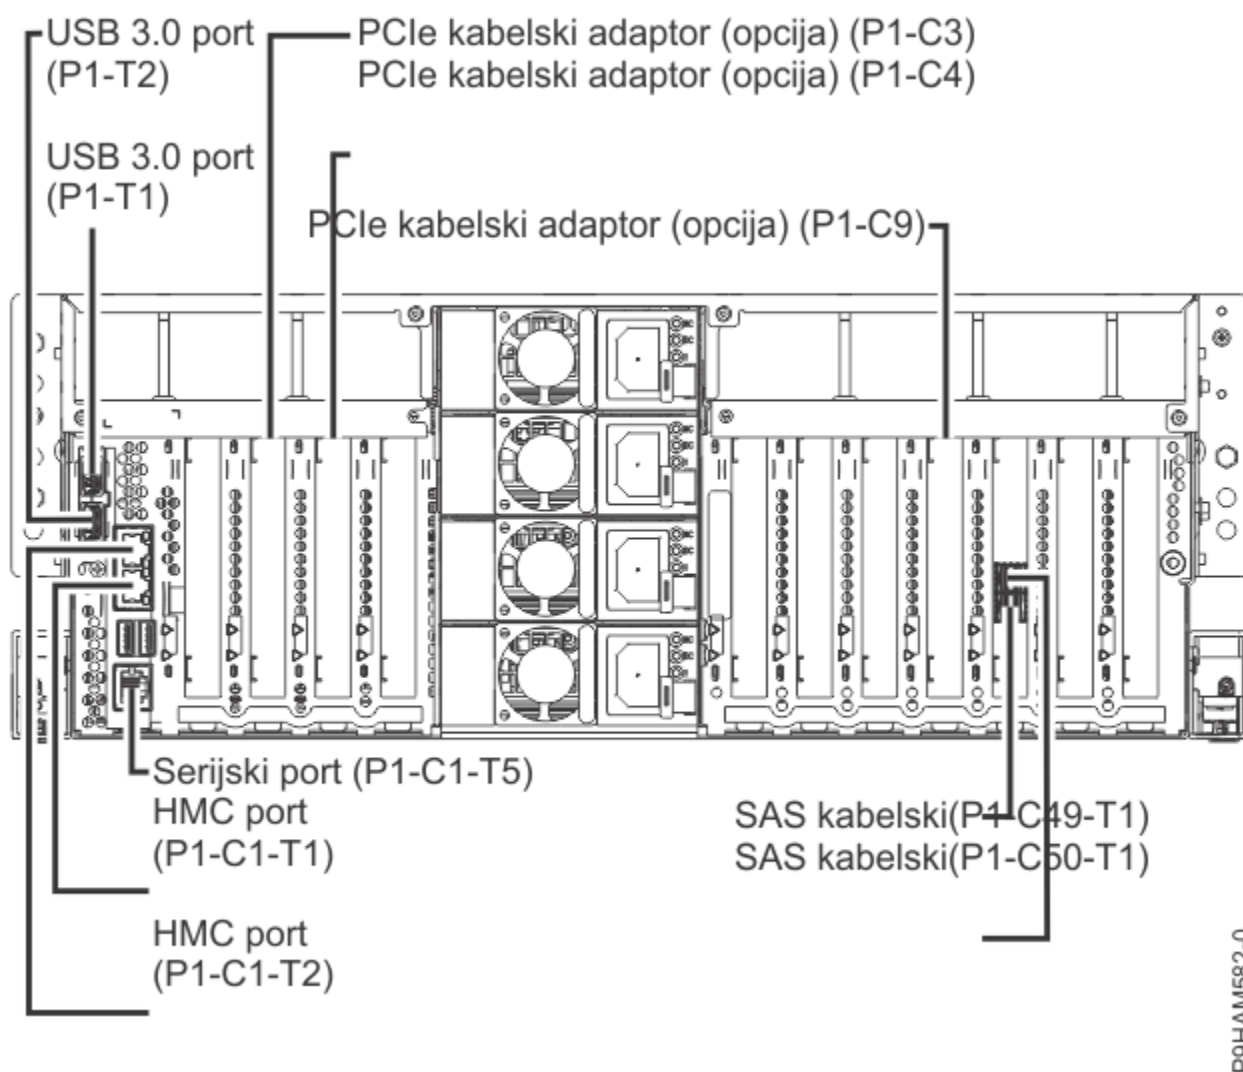 USB 3.0 port
(P1-T2)
PCIe kabelski adaptor (opcija) (P1-C3)
PCIe kabelski adaptor (opcija) (P1-C4)
USB 3.0 port
(P1-T1)
PCIe kabelski adaptor (opcija) (P1-C9)
Serijski port (P1-C1-T5)
HMC port
(P1-C1-T1)
HMC port
(P1-C1-T2)
SAS kabelski(P1-C49-T1)
SAS kabelski(P1-C50-T1)
P9HAM582-0